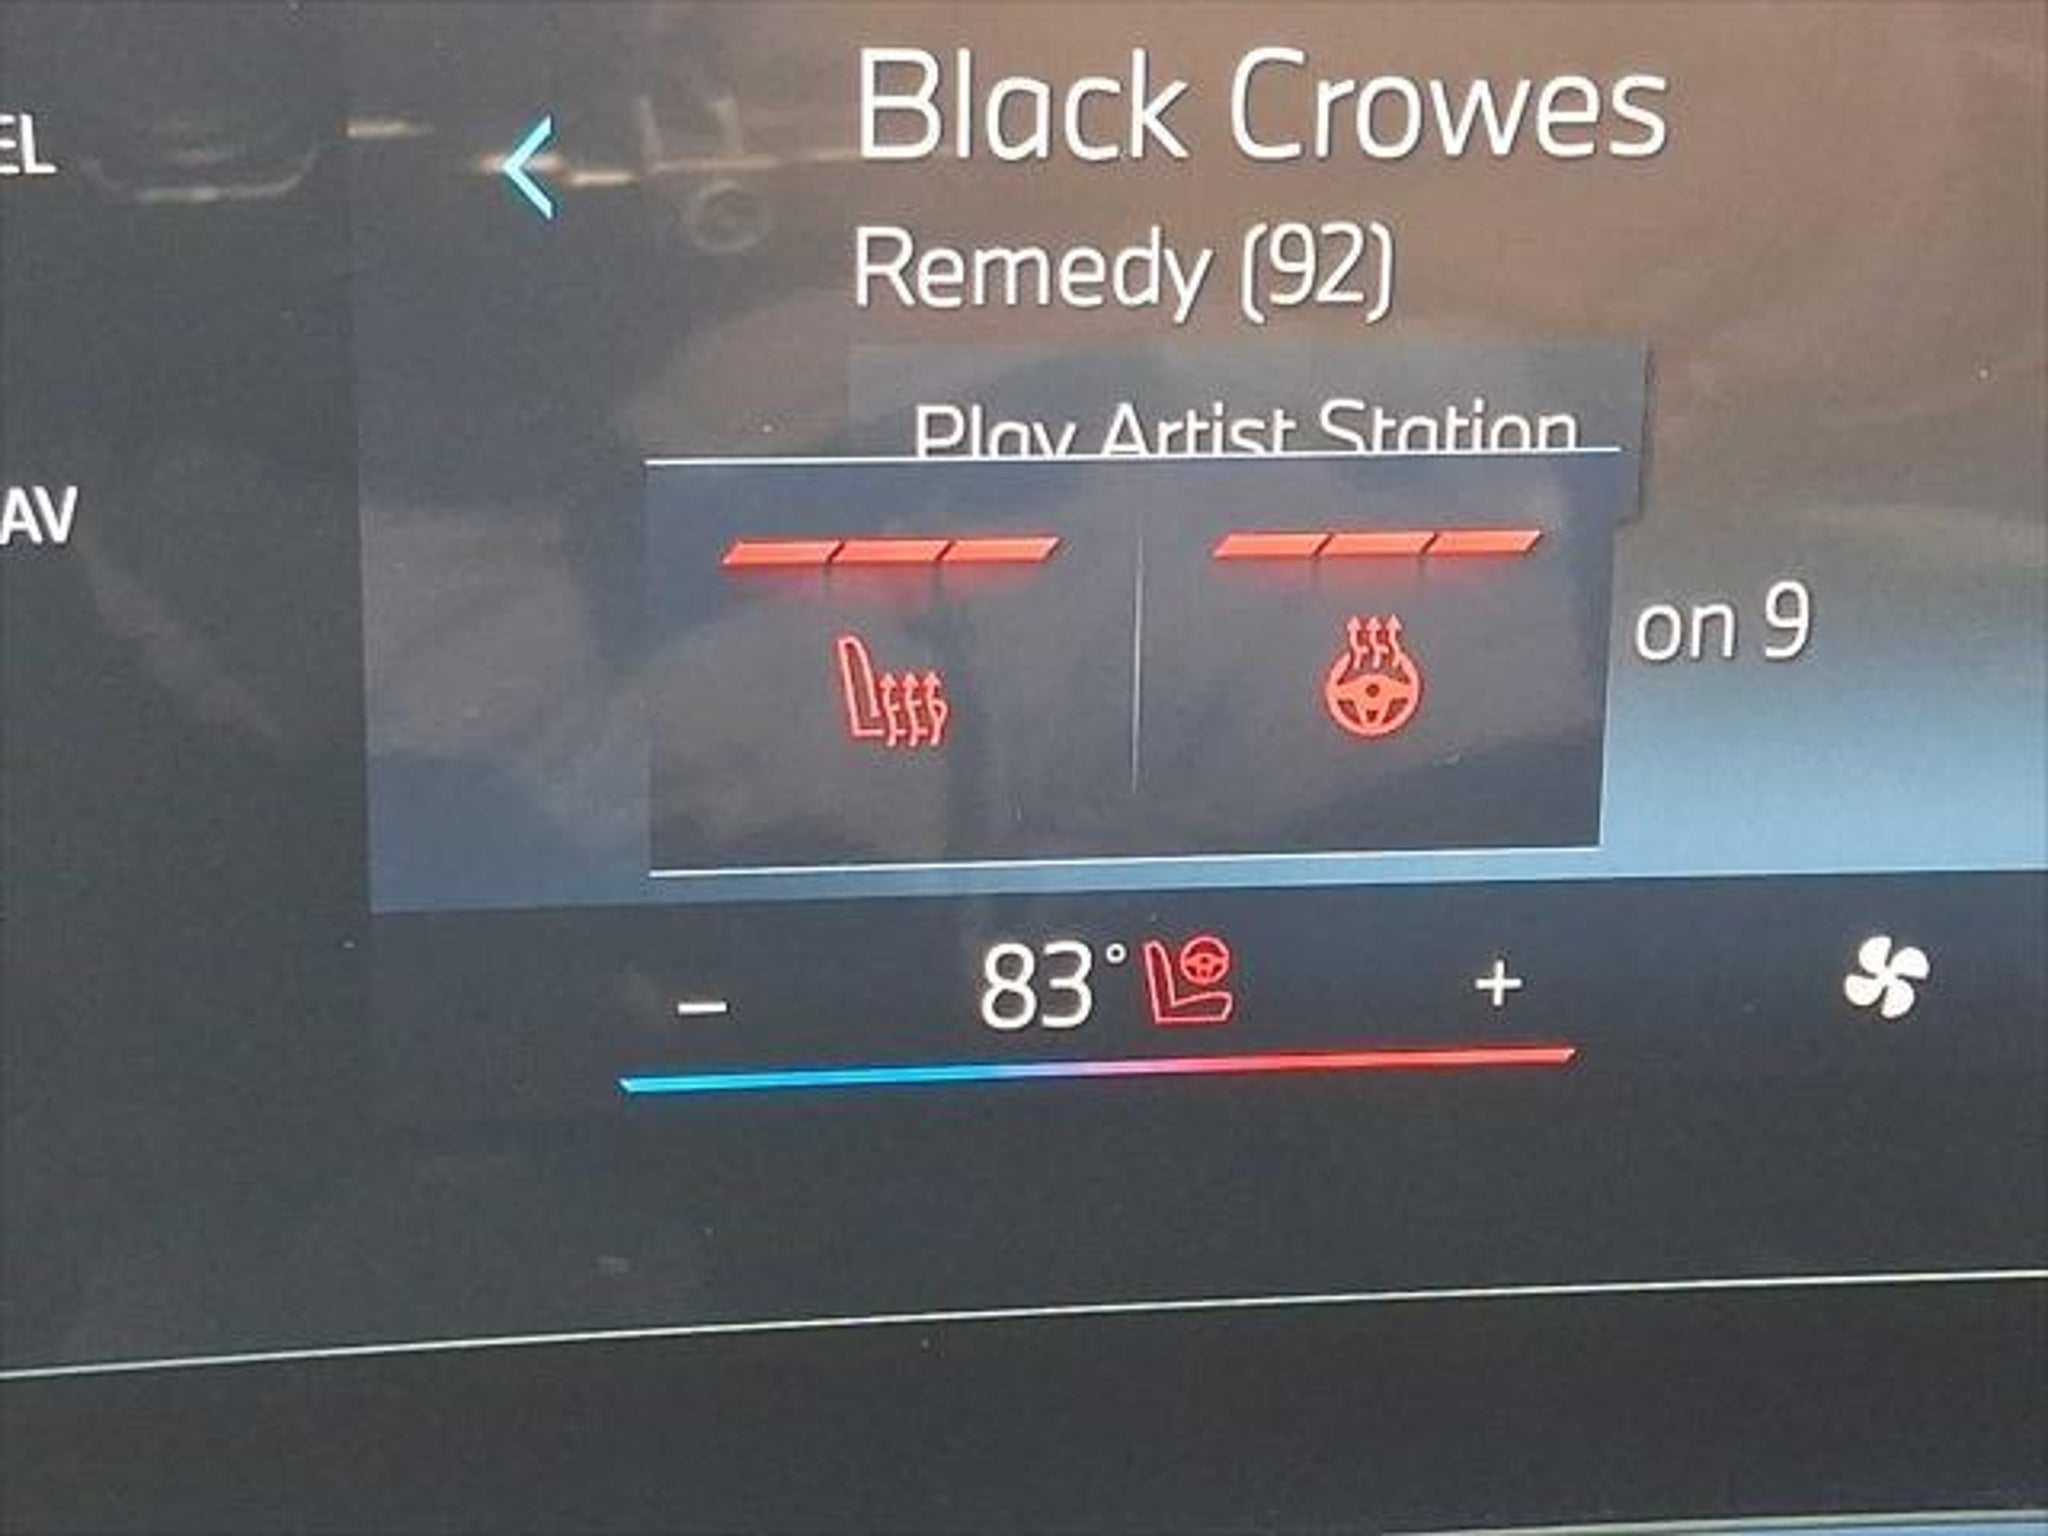 EL
Black Crowes
Remedy (92)
Play Artist Station
AV
on 9
− 83° +